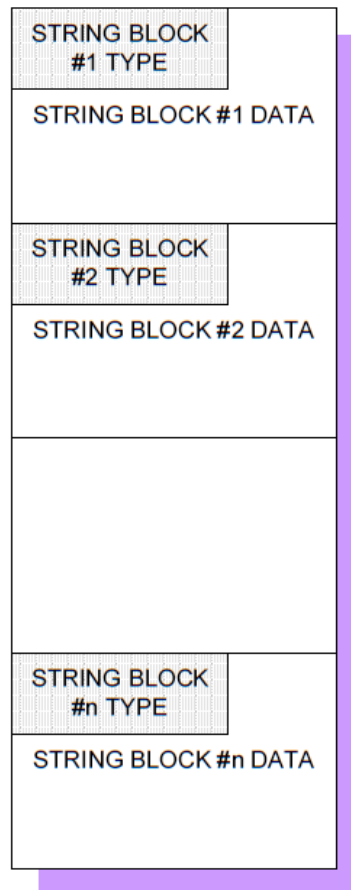 STRING BLOCK
#1 TYPE
STRING BLOCK #1 DATA
STRING BLOCK
#2 TYPE
STRING BLOCK #2 DATA
STRING BLOCK
#n TYPE
STRING BLOCK #n DATA